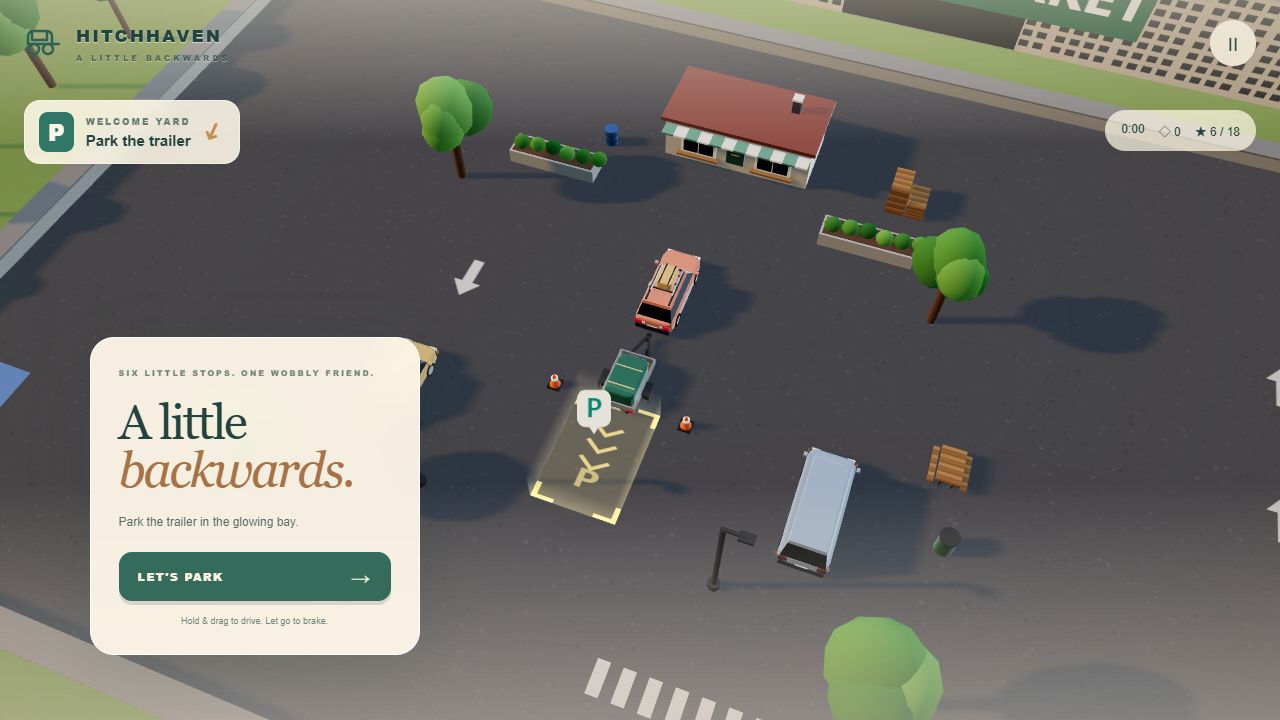 HITCHHAVEN
A LITTLE BACKWARDS
P
WELCOME YARD
Park the trailer
0:00
0
★ 6 / 18
P
P
SIX LITTLE STOPS. ONE WOBBLY FRIEND.
A little
backwards.
Park the trailer in the glowing bay.
LET'S PARK →
Hold & drag to drive. Let go to brake.